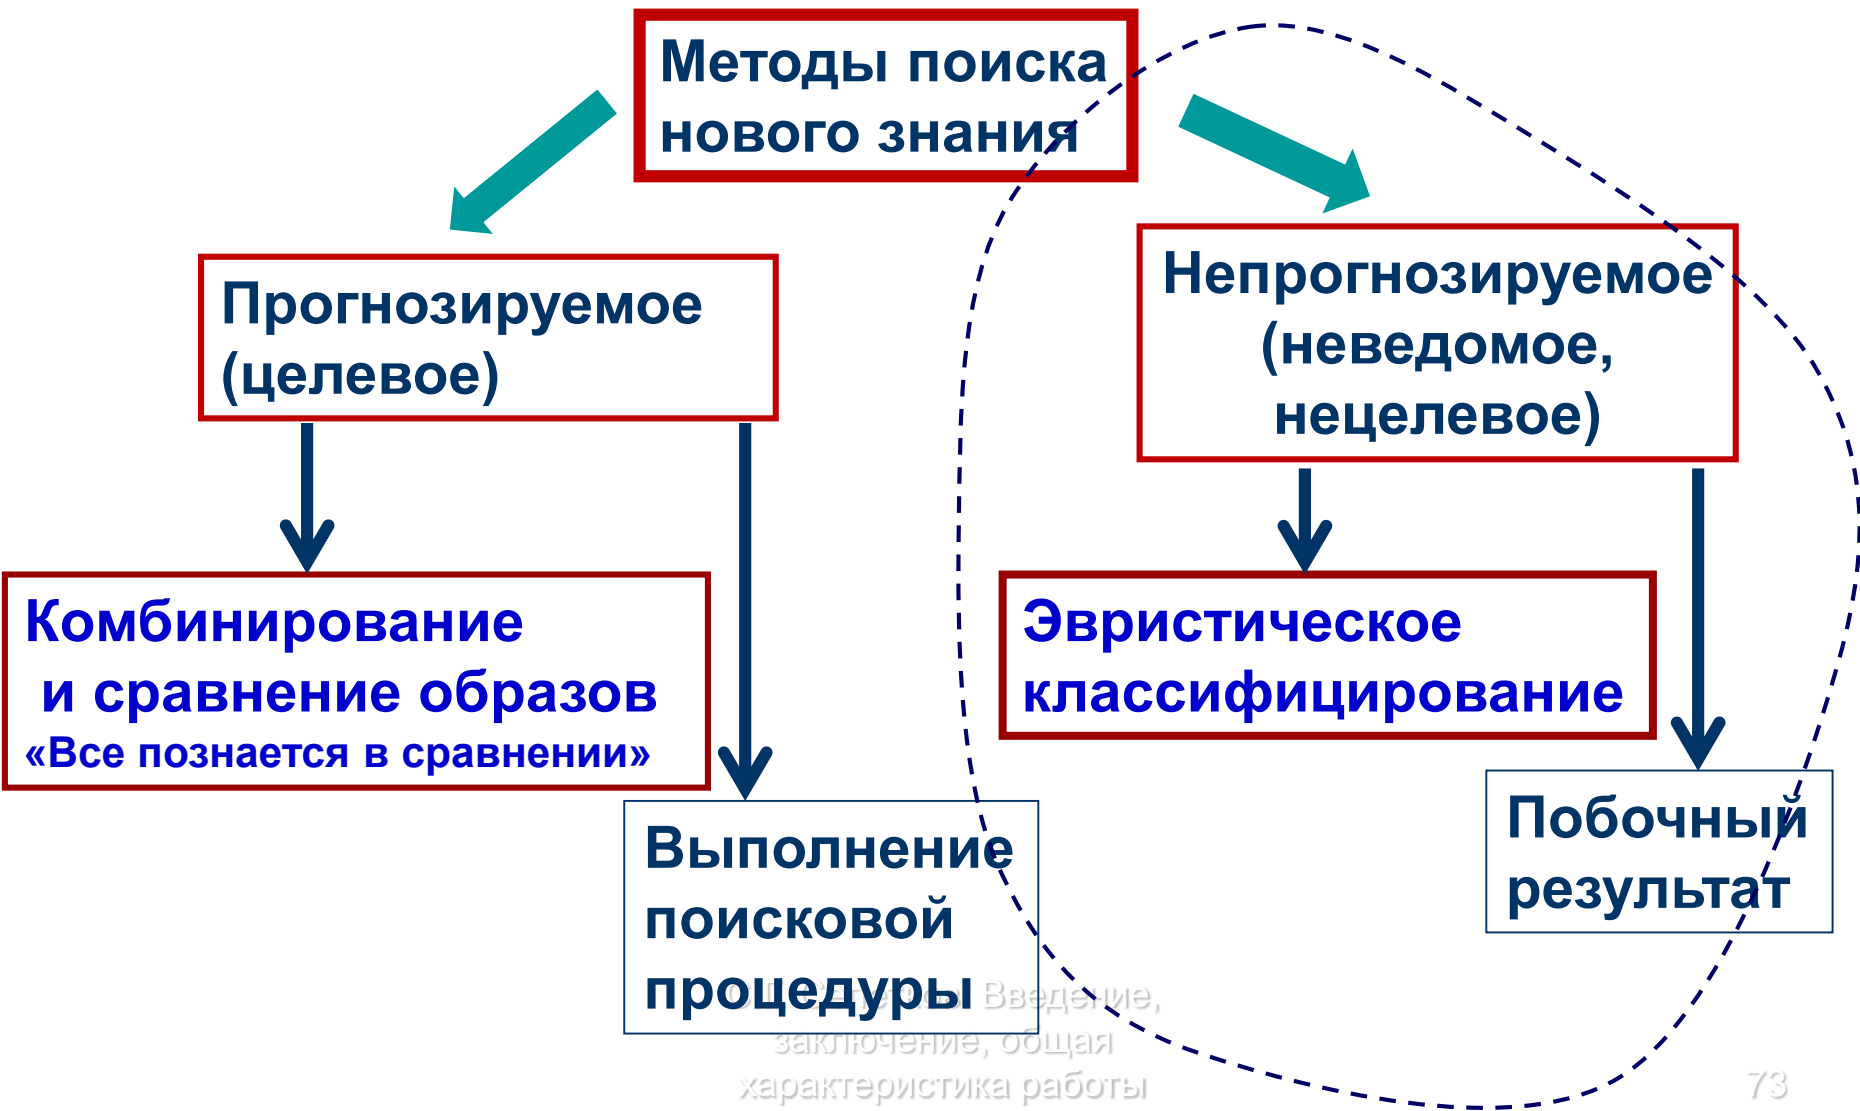 Методы поиска
нового знания
Прогнозируемое
(целевое)
Непрогнозируемое
(неведомое,
нецелевое)
Комбинирование
и сравнение образов
«Все познается в сравнении»
Эвристическое
классифицирование
Выполнение
поисковой
процедуры
Побочный
результат
Введение,
заключение, общая
характеристика работы
73